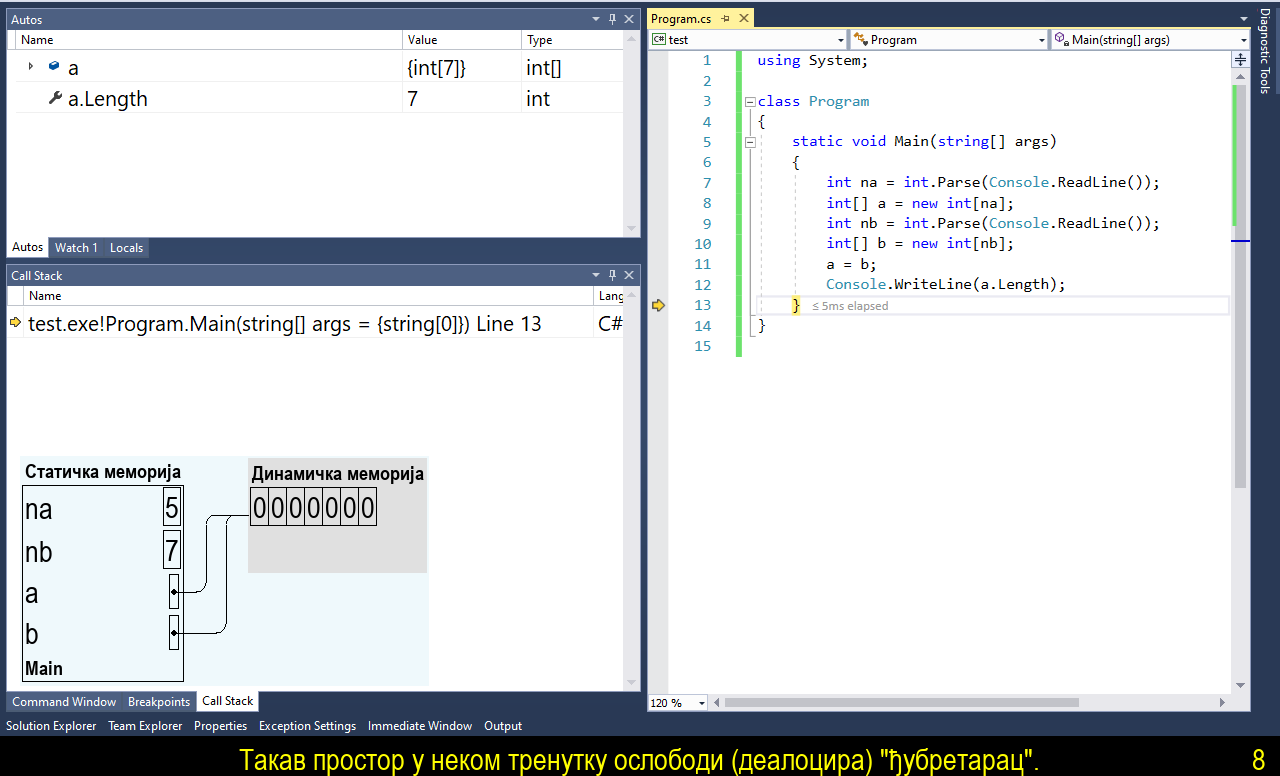 Autos
Name Value Type
a {int[7]} int[]
a.Length 7 int
Autos Watch 1 Locals
Call Stack
Name Lang
test.exe!Program.Main(string[] args = {string[0]}) Line 13 C#
Статичка меморија
na 5
nb 7
a
b
Main
Динамичка меморија
0 0 0 0 0 0 0
Command Window Breakpoints Call Stack
Solution Explorer Team Explorer Properties Exception Settings Immediate Window Output
Program.cs
C# test Program Main(string[] args)
1 using System;
2
3 class Program
4 {
5 static void Main(string[] args)
6 {
7 int na = int.Parse(Console.ReadLine());
8 int[] a = new int[na];
9 int nb = int.Parse(Console.ReadLine());
10 int[] b = new int[nb];
11 a = b;
12 Console.WriteLine(a.Length);
13 } ≤ 5ms elapsed
14 }
15
120 %
Diagnostic Tools
Такав простор у неком тренутку ослободи (деалоцира) "ђубретарац". 8